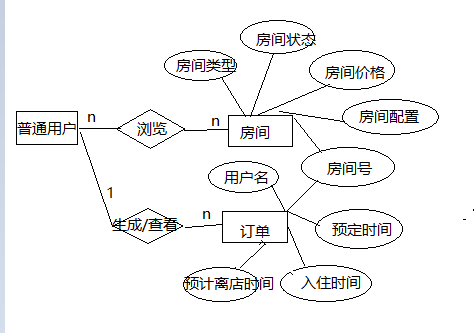 房间状态
房间类型
房间价格
房间配置
普通用户
n
浏览
n
房间
房间号
用户名
1
n
生成/查看
订单
预定时间
预计离店时间
入住时间